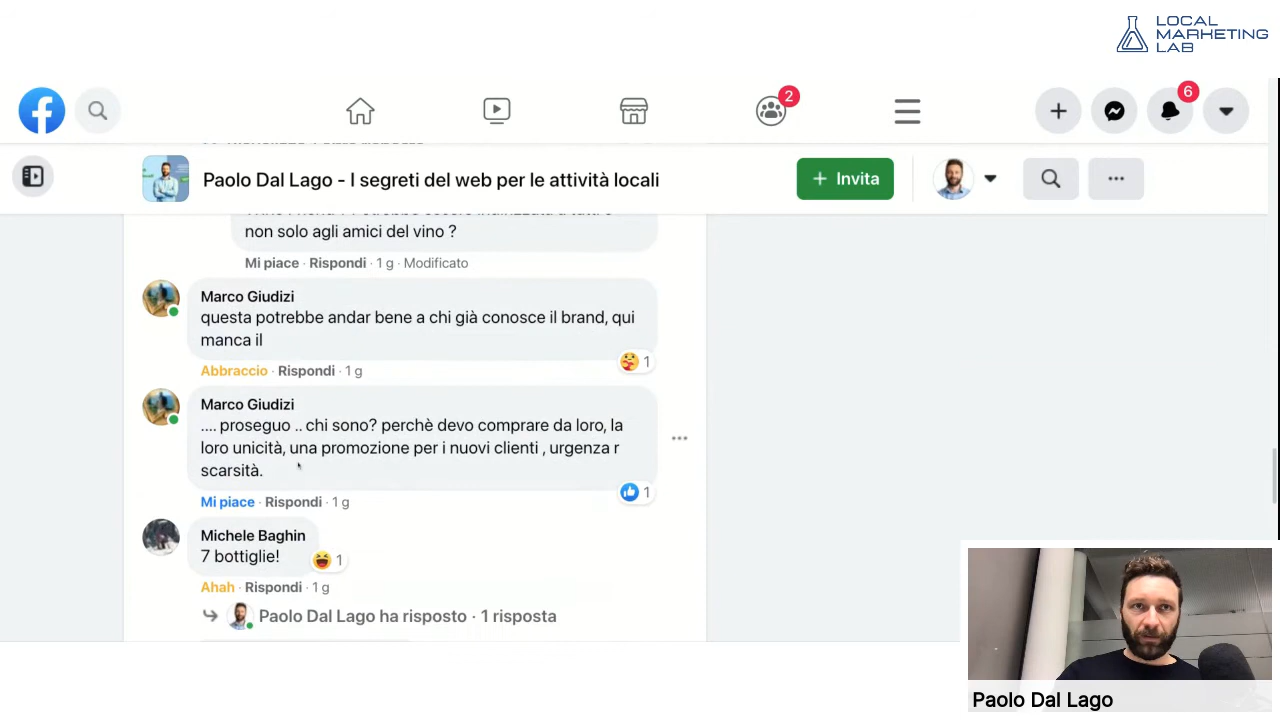 LOCAL
MARKETING
LAB
2
6
Paolo Dal Lago - I segreti del web per le attività locali
+ Invita
non solo agli amici del vino ?
Mi piace · Rispondi · 1 g · Modificato
Marco Giudizi
questa potrebbe andar bene a chi già conosce il brand, qui
manca il
1
Abbraccio · Rispondi · 1 g
Marco Giudizi
.... proseguo .. chi sono? perchè devo comprare da loro, la
loro unicità, una promozione per i nuovi clienti , urgenza r
scarsità.
1
Mi piace · Rispondi · 1 g
Michele Baghin
7 bottiglie!
1
Ahah · Rispondi · 1 g
Paolo Dal Lago ha risposto · 1 risposta
Paolo Dal Lago